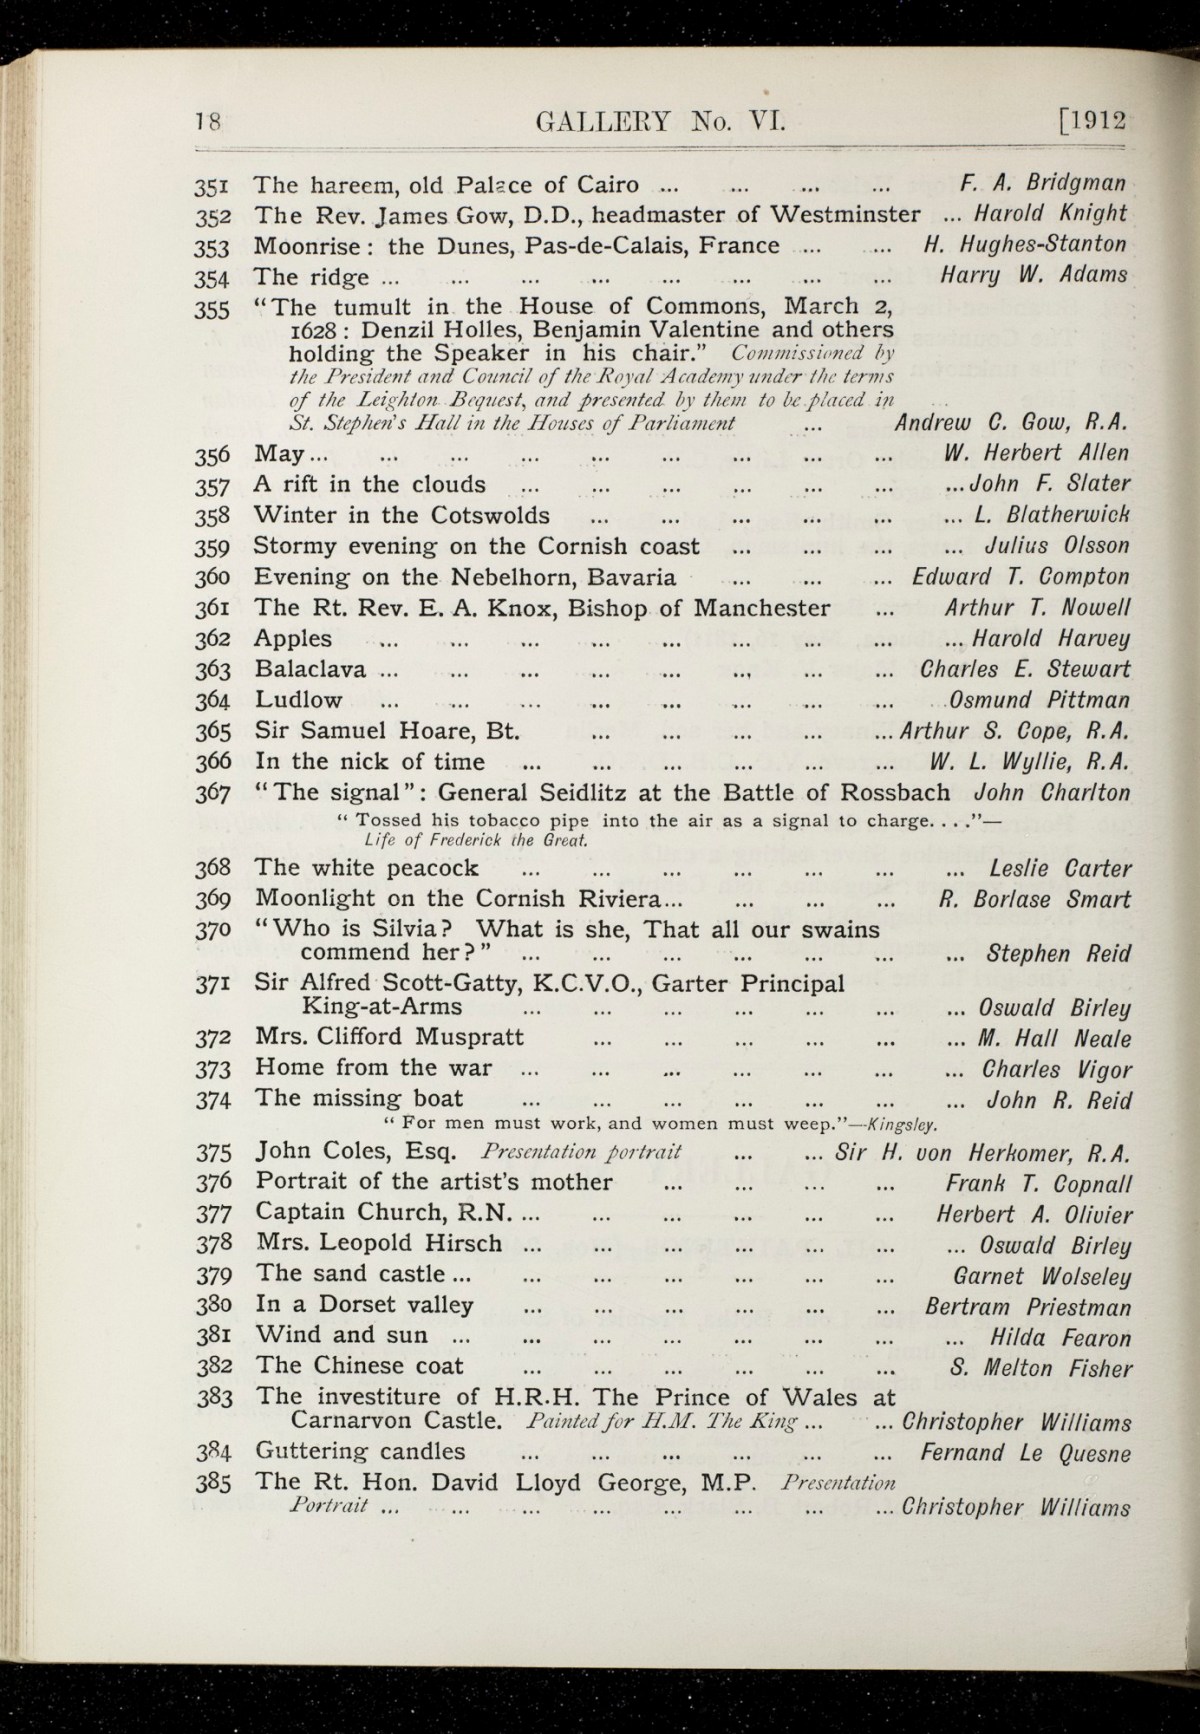 18 GALLERY No. VI. [1912
351 The hareem, old Palace of Cairo ... ... ... ... F. A. Bridgman
352 The Rev. James Gow, D.D., headmaster of Westminster ... Harold Knight
353 Moonrise : the Dunes, Pas-de-Calais, France ... ... H. Hughes-Stanton
354 The ridge ... ... ... ... ... ... ... ... Harry W. Adams
355 “The tumult in the House of Commons, March 2,
1628 : Denzil Holles, Benjamin Valentine and others
holding the Speaker in his chair.” Commissioned by
the President and Council of the Royal Academy under the terms
of the Leighton Bequest, and presented by them to be placed in
St. Stephen's Hall in the Houses of Parliament ... Andrew C. Gow, R.A.
356 May ... ... ... ... ... ... ... ... ... W. Herbert Allen
357 A rift in the clouds ... ... ... ... ... ... ... John F. Slater
358 Winter in the Cotswolds ... ... ... ... ... ... L. Blatherwick
359 Stormy evening on the Cornish coast ... ... ... ... Julius Olsson
360 Evening on the Nebelhorn, Bavaria ... ... ... Edward T. Compton
361 The Rt. Rev. E. A. Knox, Bishop of Manchester ... Arthur T. Nowell
362 Apples ... ... ... ... ... ... ... ... ... Harold Harvey
363 Balaclava ... ... ... ... ... ... ... ... Charles E. Stewart
364 Ludlow ... ... ... ... ... ... ... ... Osmund Pittman
365 Sir Samuel Hoare, Bt. ... ... ... ... ... Arthur S. Cope, R.A.
366 In the nick of time ... ... ... ... ... ... W. L. Wyllie, R.A.
367 “The signal” : General Seidlitz at the Battle of Rossbach John Charlton
“ Tossed his tobacco pipe into the air as a signal to charge. . . .”—
Life of Frederick the Great.
368 The white peacock ... ... ... ... ... ... ... Leslie Carter
369 Moonlight on the Cornish Riviera... ... ... ... R. Borlase Smart
370 “Who is Silvia ? What is she, That all our swains
commend her ? ” ... ... ... ... ... ... ... Stephen Reid
371 Sir Alfred Scott-Gatty, K.C.V.O., Garter Principal
King-at-Arms ... ... ... ... ... ... ... Oswald Birley
372 Mrs. Clifford Muspratt ... ... ... ... ... ... M. Hall Neale
373 Home from the war ... ... ... ... ... ... ... Charles Vigor
374 The missing boat ... ... ... ... ... ... ... John R. Reid
“ For men must work, and women must weep.”—Kingsley.
375 John Coles, Esq. Presentation portrait ... ... Sir H. von Herkomer, R.A.
376 Portrait of the artist's mother ... ... ... ... Frank T. Copnall
377 Captain Church, R.N. ... ... ... ... ... ... Herbert A. Olivier
378 Mrs. Leopold Hirsch ... ... ... ... ... ... ... Oswald Birley
379 The sand castle ... ... ... ... ... ... ... Garnet Wolseley
380 In a Dorset valley ... ... ... ... ... ... Bertram Priestman
381 Wind and sun ... ... ... ... ... ... ... ... Hilda Fearon
382 The Chinese coat ... ... ... ... ... ... S. Melton Fisher
383 The investiture of H.R.H. The Prince of Wales at
Carnarvon Castle. Painted for H.M. The King ... ... Christopher Williams
384 Guttering candles ... ... ... ... ... ... Fernand Le Quesne
385 The Rt. Hon. David Lloyd George, M.P. Presentation
Portrait ... ... ... ... ... ... ... ... Christopher Williams